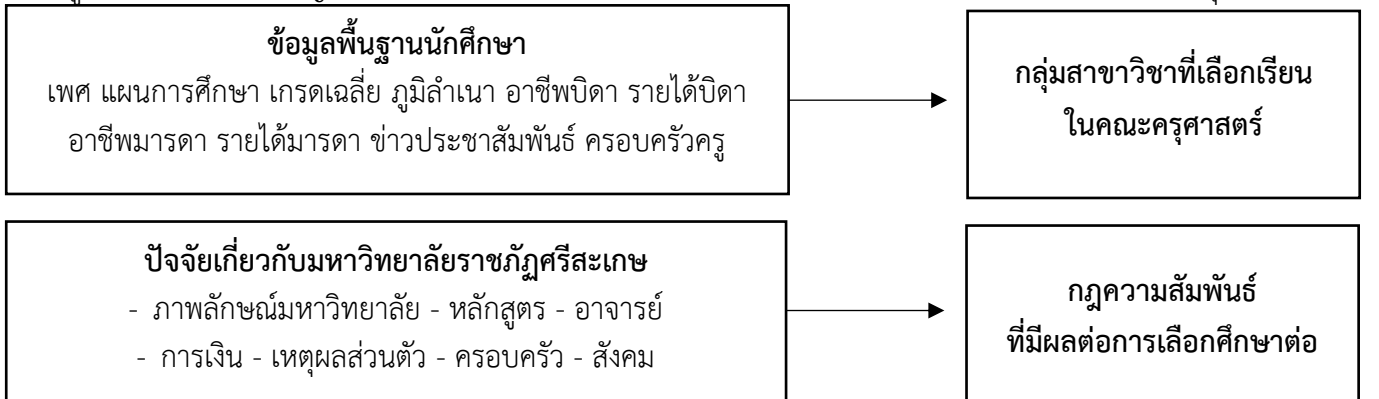 ข้อมูลพื้นฐานนักศึกษา
เพศ แผนการศึกษา เกรดเฉลี่ย ภูมิลำเนา อาชีพบิดา รายได้บิดา
อาชีพมารดา รายได้มารดา ข่าวประชาสัมพันธ์ ครอบครัวครู
กลุ่มสาขาวิชาที่เลือกเรียน
ในคณะครุศาสตร์
ปัจจัยเกี่ยวกับมหาวิทยาลัยราชภัฏศรีสะเกษ
- ภาพลักษณ์มหาวิทยาลัย - หลักสูตร - อาจารย์
- การเงิน - เหตุผลส่วนตัว - ครอบครัว - สังคม
กฎความสัมพันธ์
ที่มีผลต่อการเลือกศึกษาต่อ